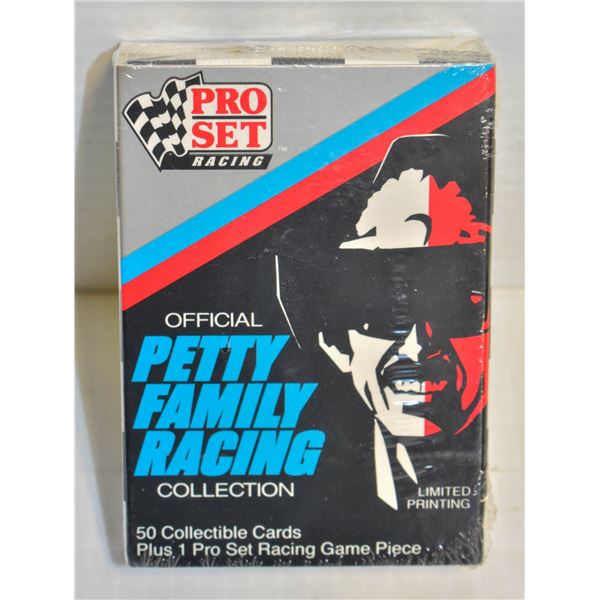 PRO
SET
RACING
TM
OFFICIAL
PETTY
FAMILY
RACING
COLLECTION
LIMITED
PRINTING
50 Collectible Cards
Plus 1 Pro Set Racing Game Piece